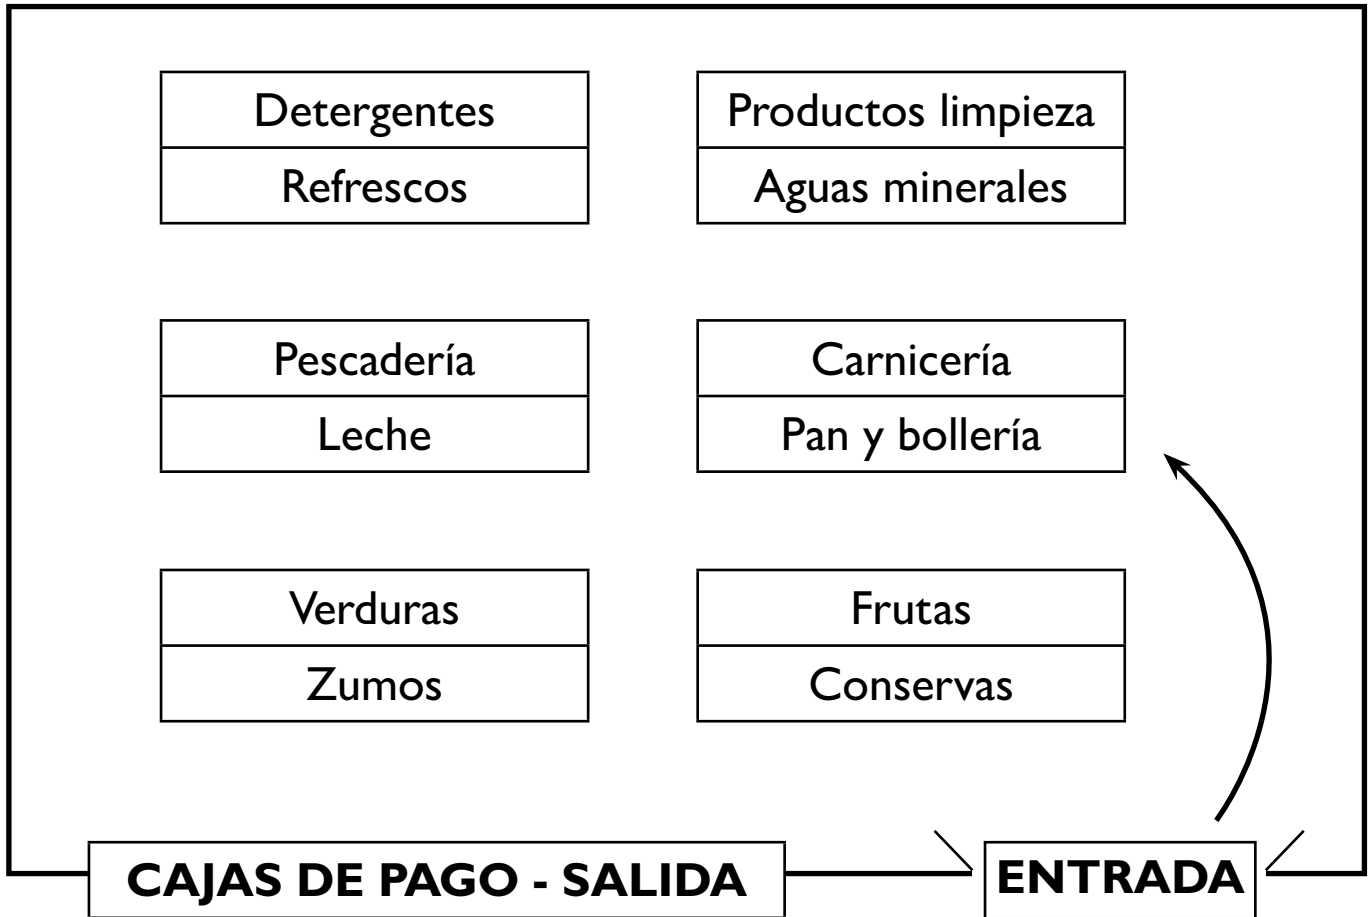 Detergentes
Refrescos
Productos limpieza
Aguas minerales
Pescadería
Leche
Carnicería
Pan y bollería
Verduras
Zumos
Frutas
Conservas
CAJAS DE PAGO - SALIDA
ENTRADA